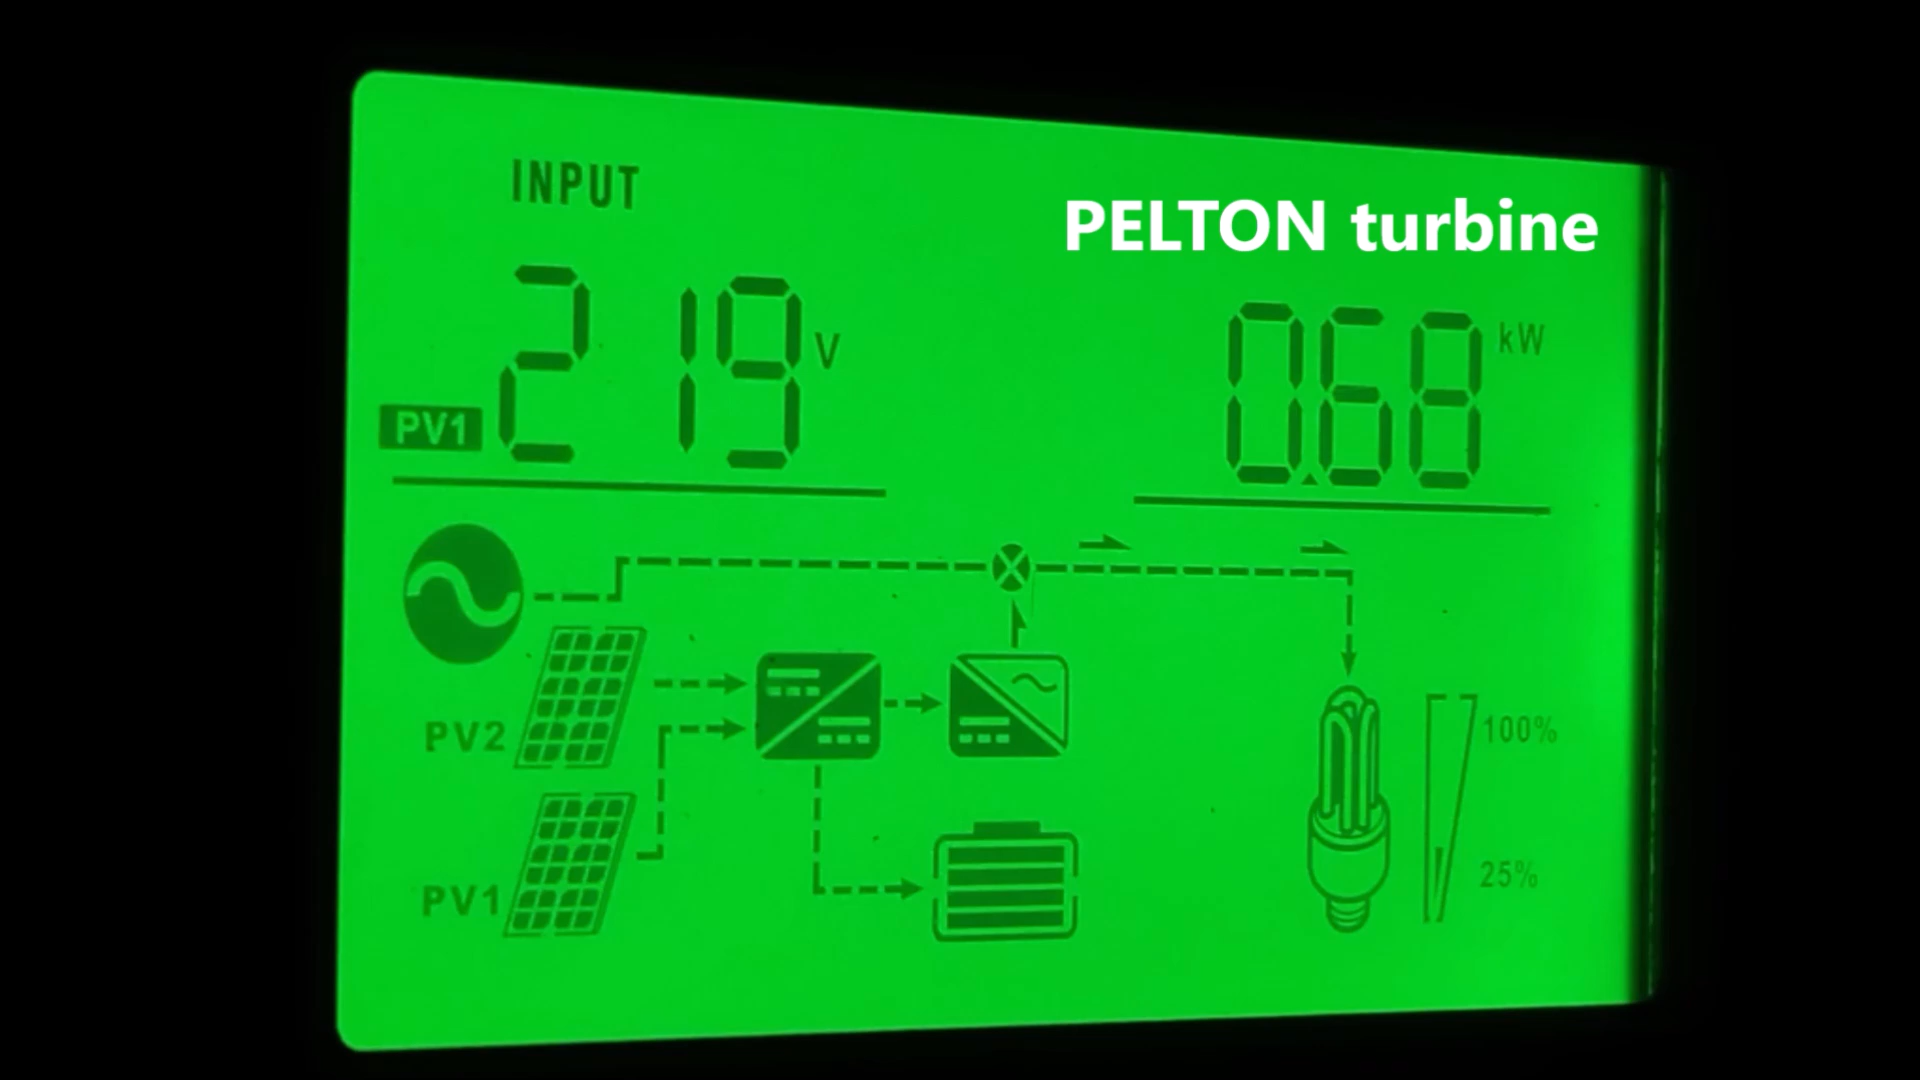 INPUT
PELTON turbine
PV1 219 V
0.68 kW
PV2
100%
25%
PV1